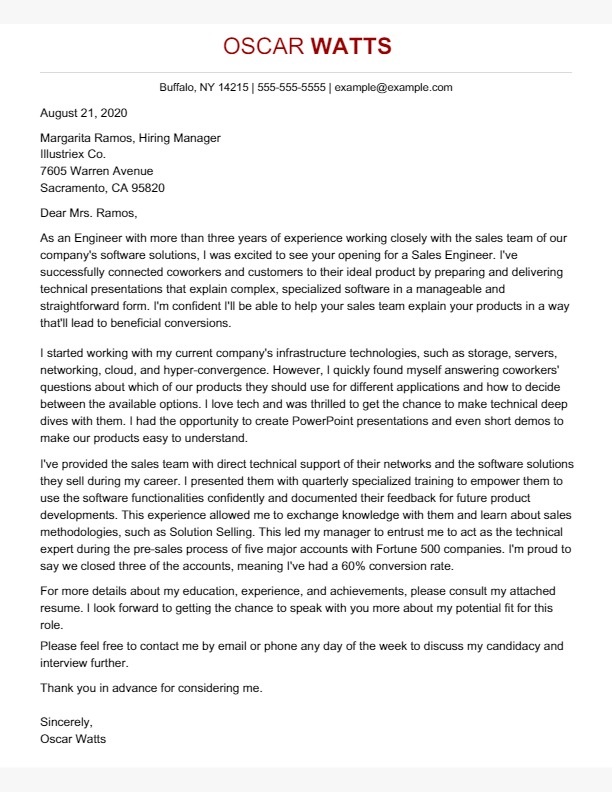 OSCAR WATTS
Buffalo, NY 14215 | 555-555-5555 | example@example.com
August 21, 2020
Margarita Ramos, Hiring Manager
Illustriex Co.
7605 Warren Avenue
Sacramento, CA 95820
Dear Mrs. Ramos,
As an Engineer with more than three years of experience working closely with the sales team of our
company's software solutions, I was excited to see your opening for a Sales Engineer. I've
successfully connected coworkers and customers to their ideal product by preparing and delivering
technical presentations that explain complex, specialized software in a manageable and
straightforward form. I'm confident I'll be able to help your sales team explain your products in a way
that'll lead to beneficial conversions.
I started working with my current company's infrastructure technologies, such as storage, servers,
networking, cloud, and hyper-convergence. However, I quickly found myself answering coworkers'
questions about which of our products they should use for different applications and how to decide
between the available options. I love tech and was thrilled to get the chance to make technical deep
dives with them. I had the opportunity to create PowerPoint presentations and even short demos to
make our products easy to understand.
I've provided the sales team with direct technical support of their networks and the software solutions
they sell during my career. I presented them with quarterly specialized training to empower them to
use the software functionalities confidently and documented their feedback for future product
developments. This experience allowed me to exchange knowledge with them and learn about sales
methodologies, such as Solution Selling. This led my manager to entrust me to act as the technical
expert during the pre-sales process of five major accounts with Fortune 500 companies. I'm proud to
say we closed three of the accounts, meaning I've had a 60% conversion rate.
For more details about my education, experience, and achievements, please consult my attached
resume. I look forward to getting the chance to speak with you more about my potential fit for this
role.
Please feel free to contact me by email or phone any day of the week to discuss my candidacy and
interview further.
Thank you in advance for considering me.
Sincerely,
Oscar Watts